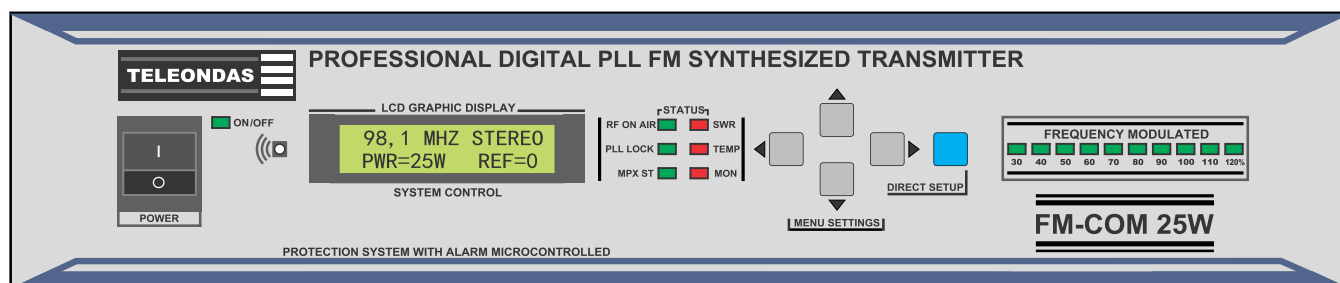 PROFESSIONAL DIGITAL PLL FM SYNTHESIZED TRANSMITTER
TELEONDAS
ON/OFF
I
O
POWER
LCD GRAPHIC DISPLAY
98,1 MHZ STEREO
PWR=25W REF=0
SYSTEM CONTROL
STATUS
RF ON AIR SWR
PLL LOCK TEMP
MPX ST MON
MENU SETTINGS
DIRECT SETUP
FREQUENCY MODULATED
30 40 50 60 70 80 90 100 110 120%
FM-COM 25W
PROTECTION SYSTEM WITH ALARM MICROCONTROLLED